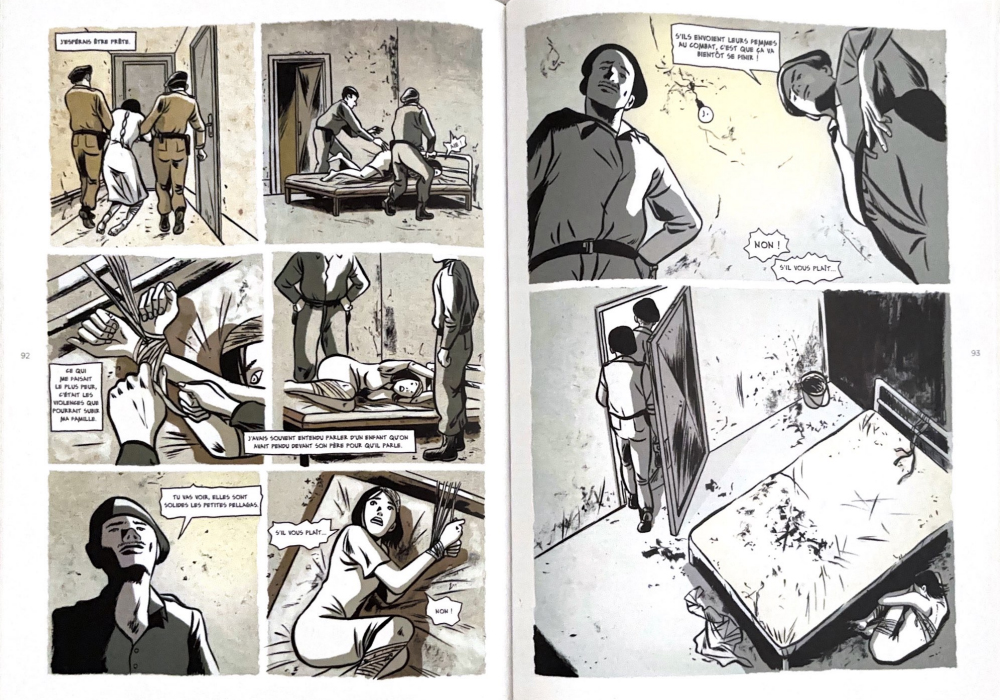 J'ESPÉRAIS ÊTRE PRÊTE.
92
CE QUI
ME FAISAIT
LE PLUS PEUR,
C'ÉTAIT LES
VIOLENCES QUE
POURRAIT SUBIR
MA FAMILLE.
J'AVAIS SOUVENT ENTENDU PARLER D'UN ENFANT QU'ON
AVAIT PENDU DEVANT SON PÈRE POUR QU'IL PARLE.
TU VAS VOIR, ELLES SONT
SOLIDES LES PETITES FELLAGAS.
S'IL VOUS PLAÎT...
NON !
S'ILS ENVOIENT LEURS FEMMES
AU COMBAT, C'EST QUE ÇA VA
BIENTÔT SE FINIR !
NON !
S'IL VOUS PLAÎT...
93